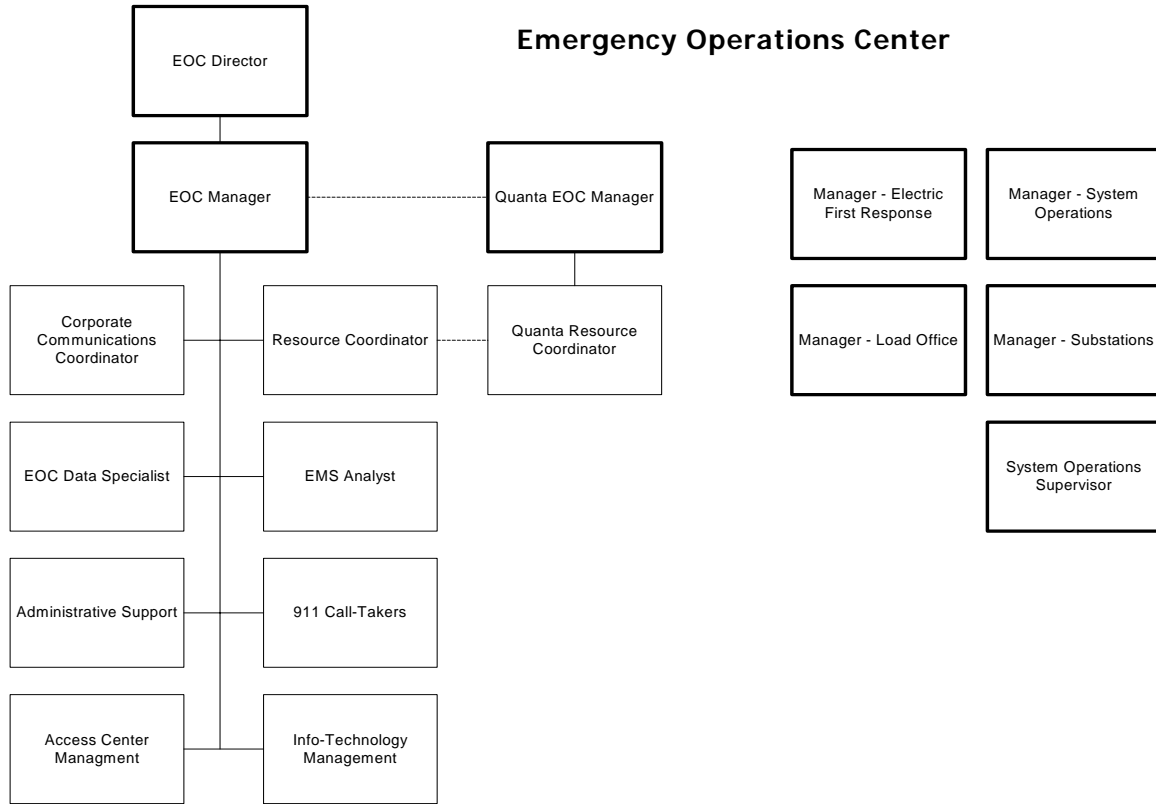 Emergency Operations Center
EOC Director
EOC Manager
Quanta EOC Manager
Manager - Electric
First Response
Manager - System
Operations
Corporate
Communications
Coordinator
Resource Coordinator
Quanta Resource
Coordinator
Manager - Load Office
Manager - Substations
EOC Data Specialist
EMS Analyst
System Operations
Supervisor
Administrative Support
911 Call-Takers
Access Center
Managment
Info-Technology
Management